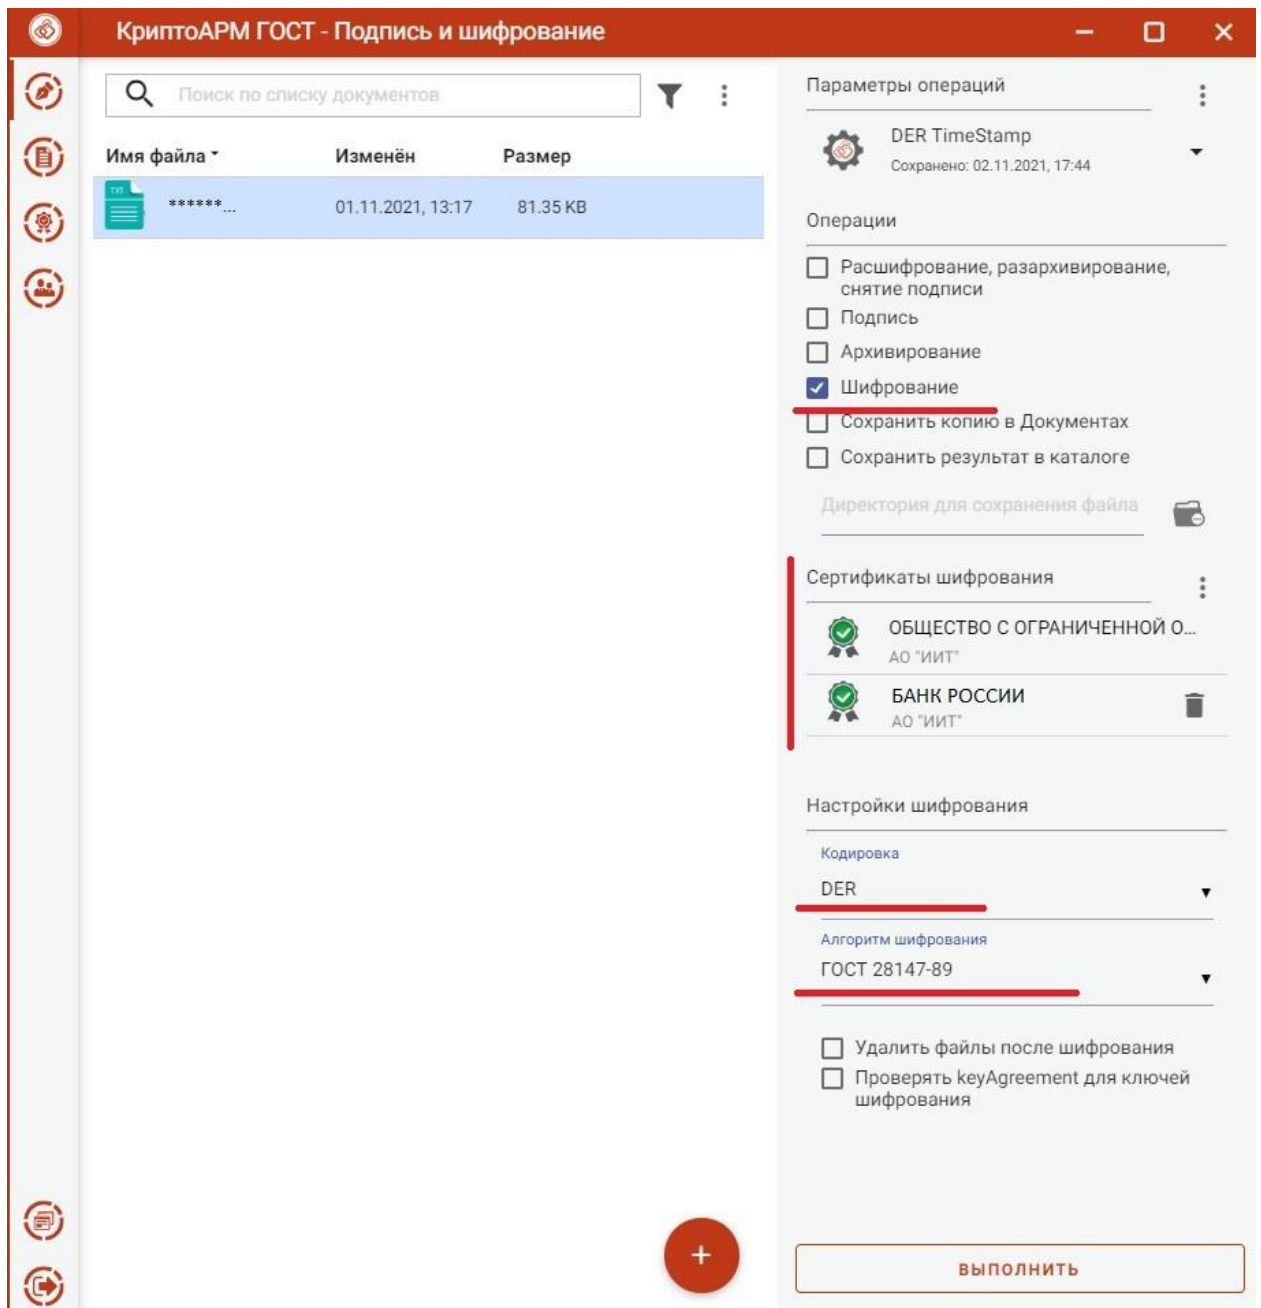 КриптоАРМ ГОСТ - Подпись и шифрование
Поиск по списку документов
Имя файла Изменён Размер
TXT
******... 01.11.2021, 13:17 81.35 KB
Параметры операций
DER TimeStamp
Сохранено: 02.11.2021, 17:44
Операции
Расшифрование, разархивирование,
снятие подписи
Подпись
Архивирование
Шифрование
Сохранить копию в Документах
Сохранить результат в каталоге
Директория для сохранения файла
Сертификаты шифрования
ОБЩЕСТВО С ОГРАНИЧЕННОЙ О...
АО "ИИТ"
БАНК РОССИИ
АО "ИИТ"
Настройки шифрования
Кодировка
DER
Алгоритм шифрования
ГОСТ 28147-89
Удалить файлы после шифрования
Проверять keyAgreement для ключей
шифрования
+
ВЫПОЛНИТЬ